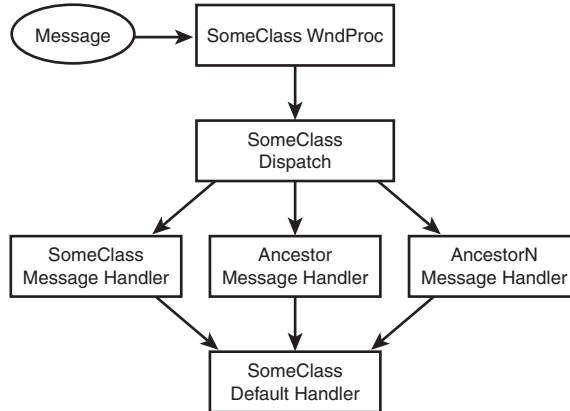 Message
SomeClass WndProc
SomeClass
Dispatch
SomeClass
Message Handler
Ancestor
Message Handler
AncestorN
Message Handler
SomeClass
Default Handler